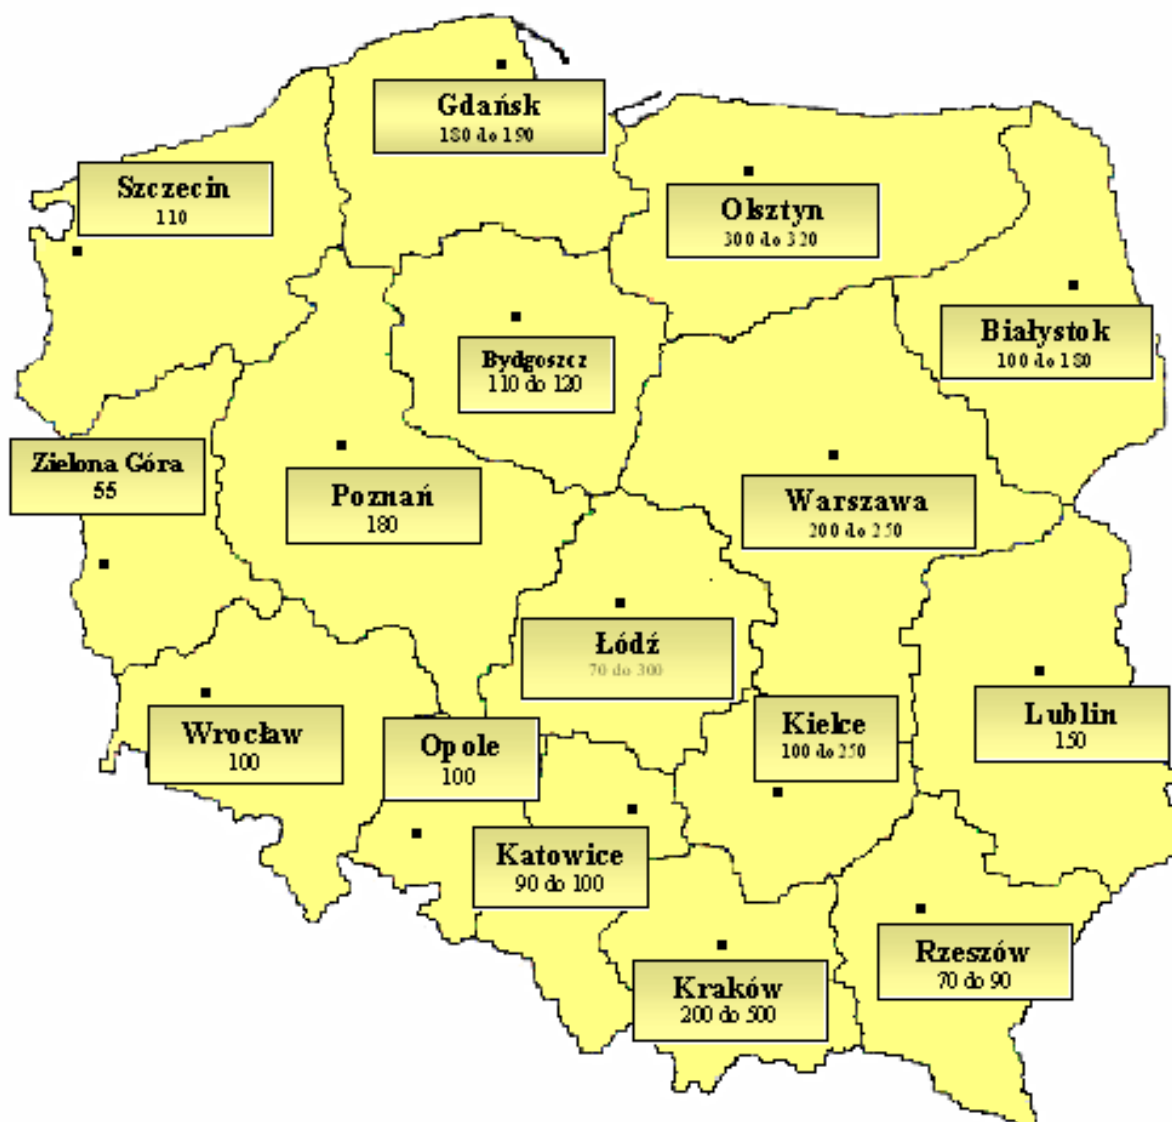 Gdańsk
180 do 190
Szczecin
110
Olsztyn
300 do 320
Białystok
100 do 180
Bydgoszcz
110 do 120
Zielona Góra
55
Poznań
180
Warszawa
200 do 250
Łódź
70 do 300
Wrocław
100
Opole
100
Kielce
100 do 250
Lublin
150
Katowice
90 do 100
Rzeszów
70 do 90
Kraków
200 do 500